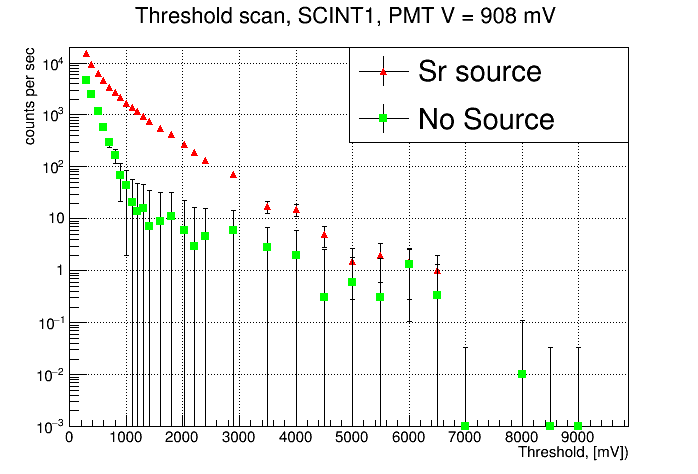 Threshold scan, SCINT1, PMT V = 908 mV
counts per sec
10⁴
10³
10²
10
1
10⁻¹
10⁻²
10⁻³
Sr source
No Source
0 1000 2000 3000 4000 5000 6000 7000 8000 9000
Threshold, [mV])